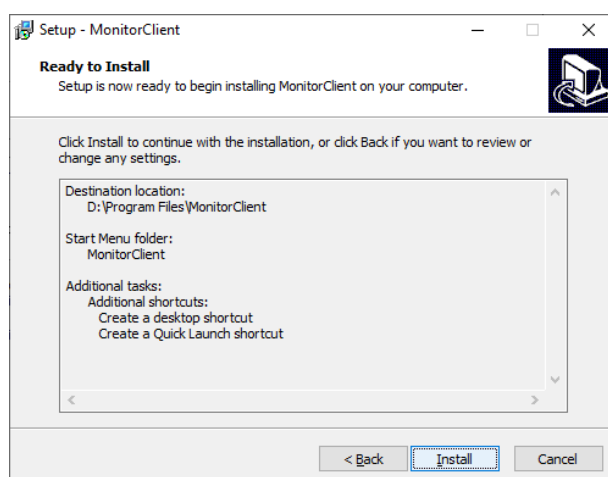 Setup - MonitorClient
Ready to Install
Setup is now ready to begin installing MonitorClient on your computer.
Click Install to continue with the installation, or click Back if you want to review or
change any settings.
Destination location:
D:\Program Files\MonitorClient
Start Menu folder:
MonitorClient
Additional tasks:
Additional shortcuts:
Create a desktop shortcut
Create a Quick Launch shortcut
< Back
Install
Cancel